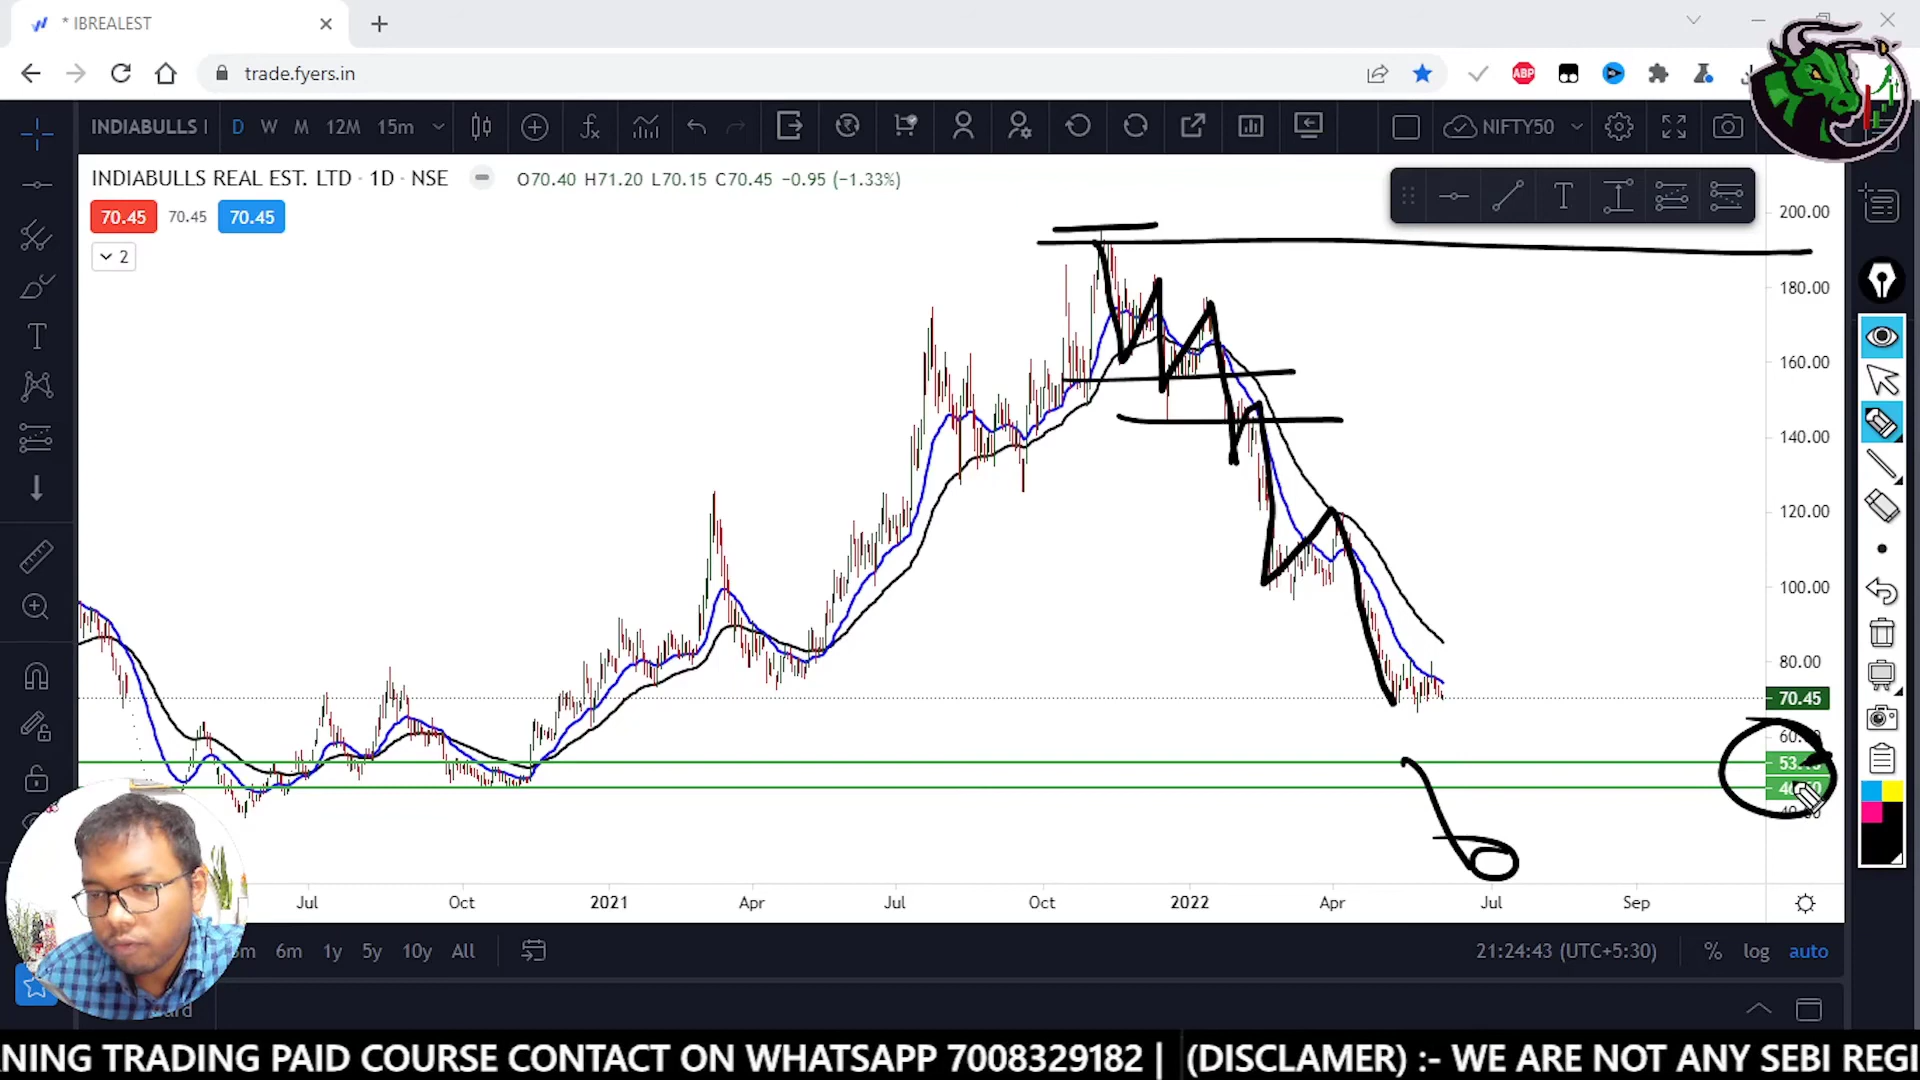 * IBREALEST
trade.fyers.in
ABP
INDIABULLS I D W M 12M 15m NIFTY50
INDIABULLS REAL EST. LTD · 1D · NSE O70.40 H71.20 L70.15 C70.45 −0.95 (−1.33%)
70.45 70.45 70.45
2
200.00
180.00
160.00
140.00
120.00
100.00
80.00
70.45
Jul Oct 2021 Apr Jul Oct 2022 Apr Jul Sep
6m 1y 5y 10y All 21:24:43 (UTC+5:30) % log auto
NING TRADING PAID COURSE CONTACT ON WHATSAPP 7008329182 | (DISCLAMER) :- WE ARE NOT ANY SEBI REGI